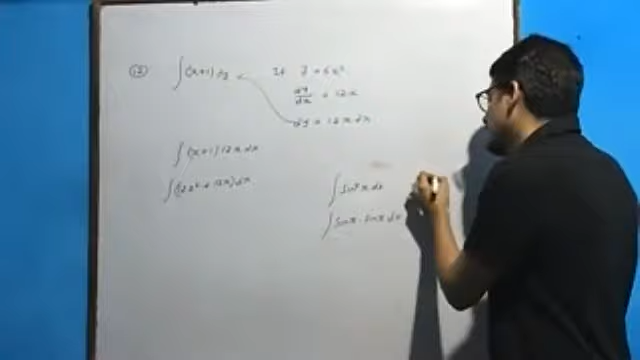 (12) ∫(x+1) dy If y = 6x²
dy/dx = 12x
dy = 12x dx
∫(x+1) 12x dx
∫(12x² + 12x) dx
∫ Sin²x dx
∫ Sinx · Sinx dx